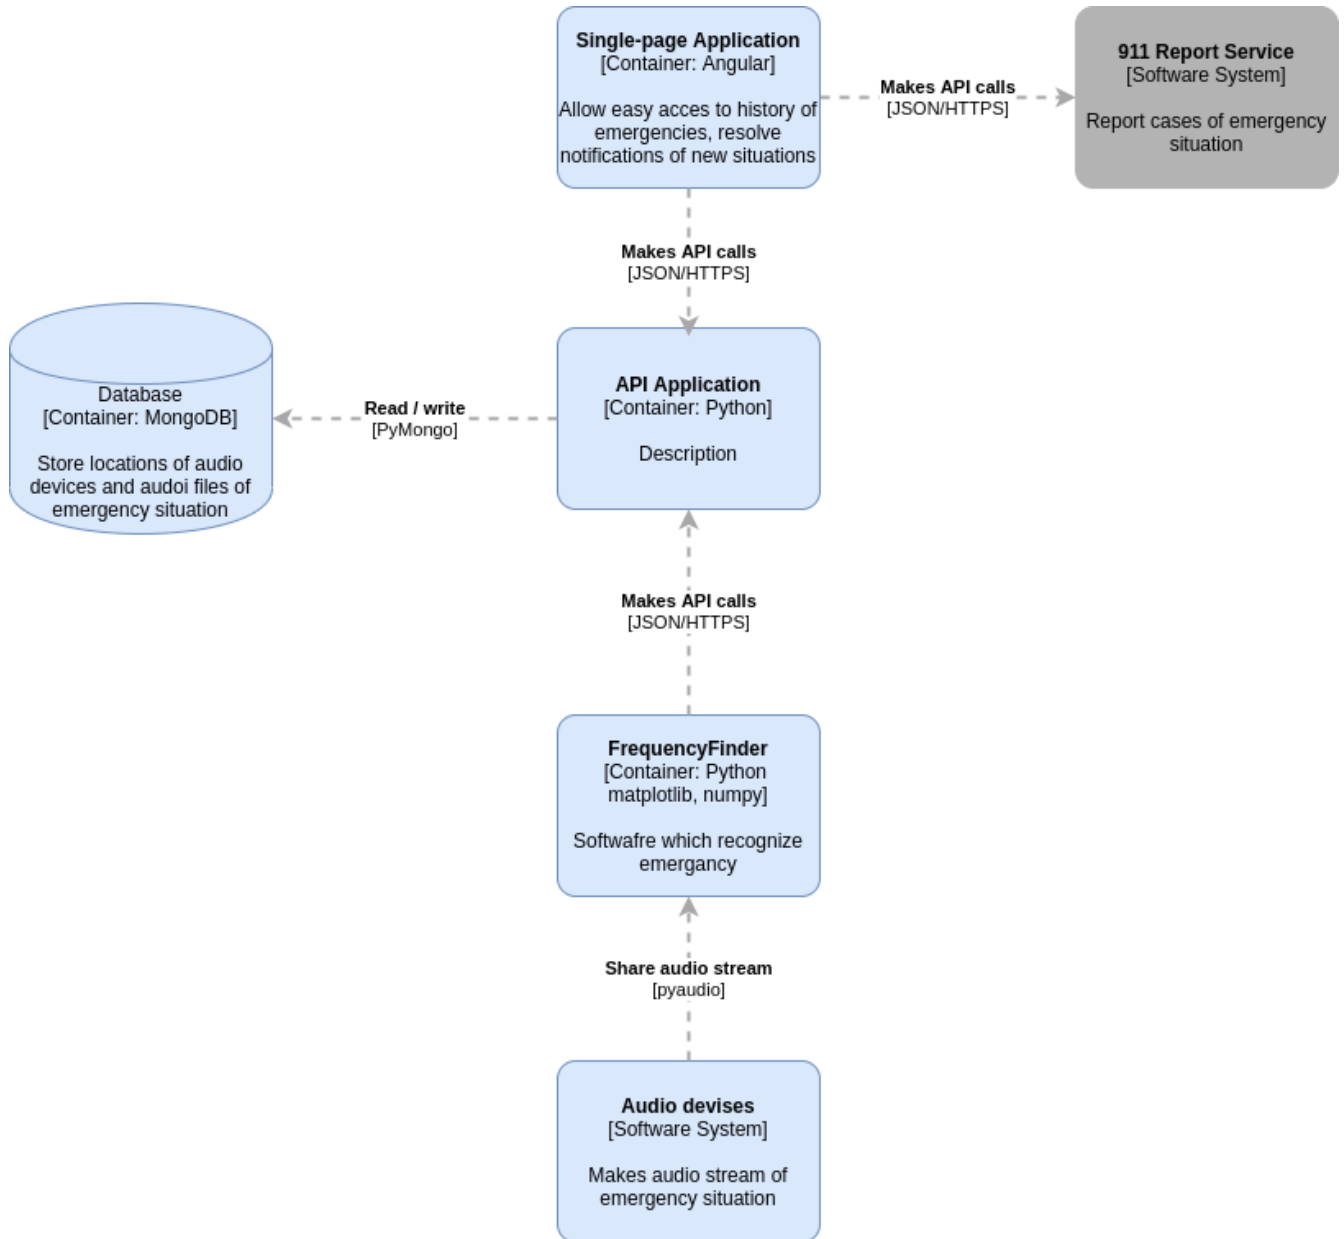 Single-page Application
[Container: Angular]
Allow easy acces to history of
emergencies, resolve
notifications of new situations
Makes API calls
[JSON/HTTPS]
911 Report Service
[Software System]
Report cases of emergency
situation
Makes API calls
[JSON/HTTPS]
Database
[Container: MongoDB]
Store locations of audio
devices and audoi files of
emergency situation
Read / write
[PyMongo]
API Application
[Container: Python]
Description
Makes API calls
[JSON/HTTPS]
FrequencyFinder
[Container: Python
matplotlib, numpy]
Softwafre which recognize
emergancy
Share audio stream
[pyaudio]
Audio devises
[Software System]
Makes audio stream of
emergency situation